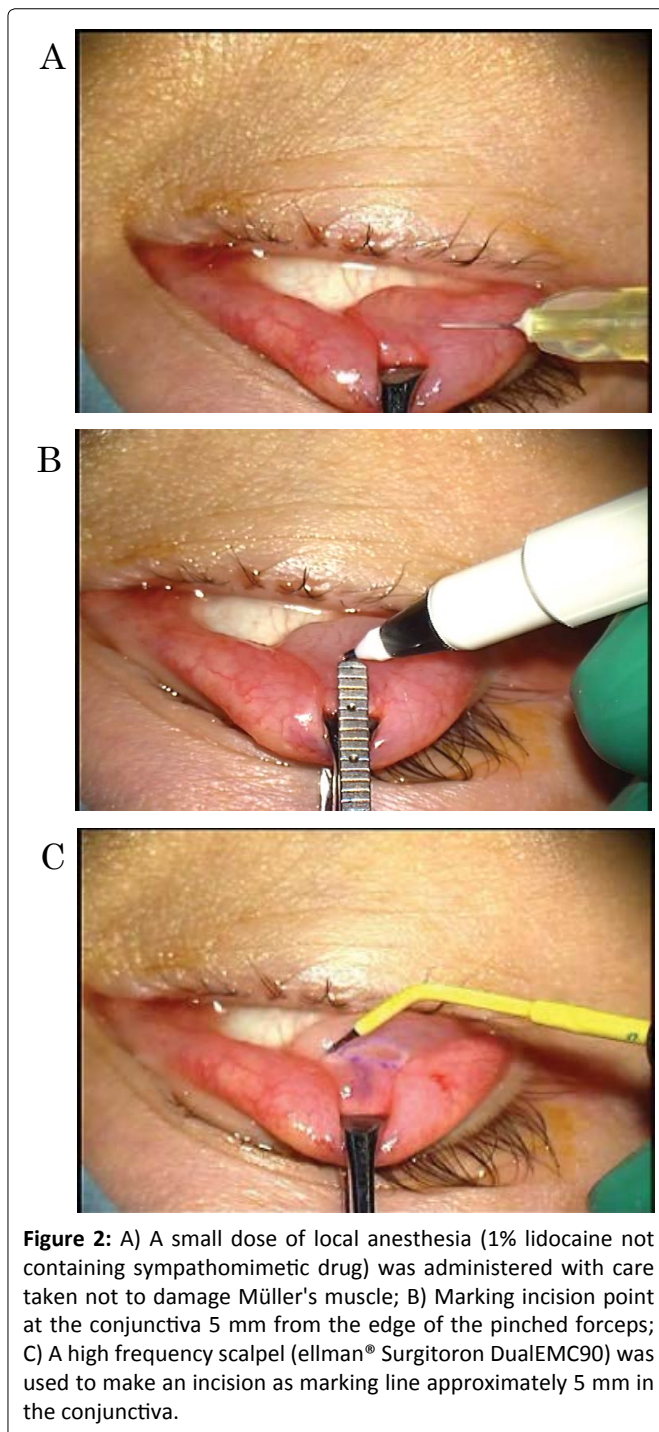 A
B
C
Figure 2: A) A small dose of local anesthesia (1% lidocaine not
containing sympathomimetic drug) was administered with care
taken not to damage Müller's muscle; B) Marking incision point
at the conjunctiva 5 mm from the edge of the pinched forceps;
C) A high frequency scalpel (ellman® Surgitoron DualEMC90) was
used to make an incision as marking line approximately 5 mm in
the conjunctiva.